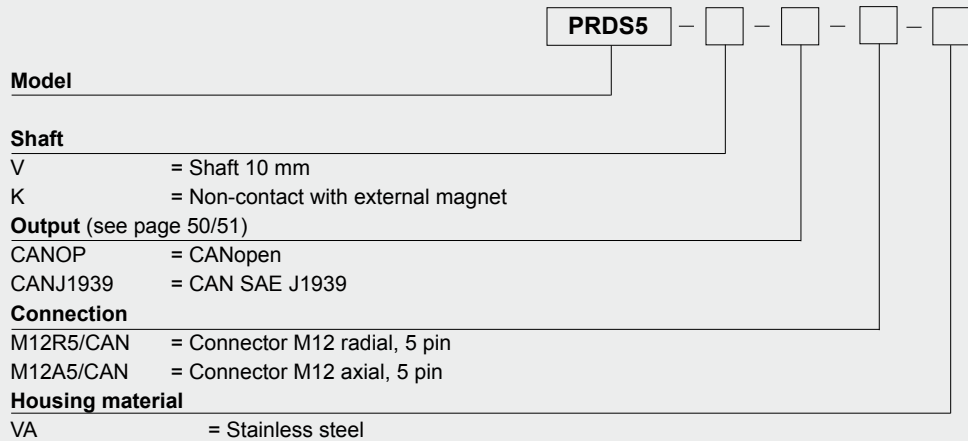 PRDS5 – – – –
Model
Shaft
V = Shaft 10 mm
K = Non-contact with external magnet
Output (see page 50/51)
CANOP = CANopen
CANJ1939 = CAN SAE J1939
Connection
M12R5/CAN = Connector M12 radial, 5 pin
M12A5/CAN = Connector M12 axial, 5 pin
Housing material
VA = Stainless steel